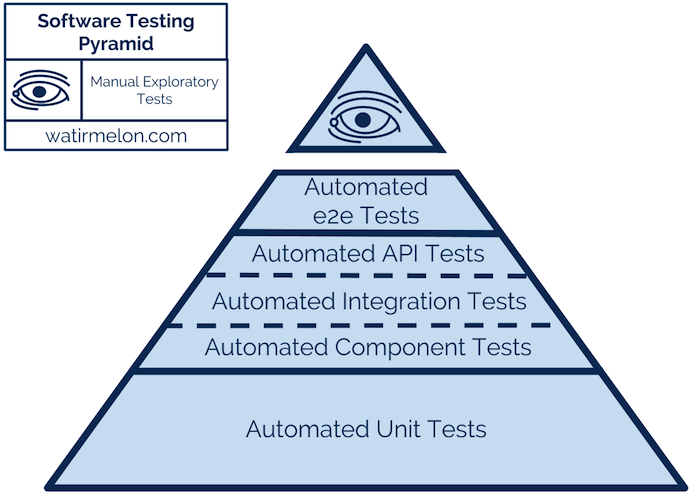 Software Testing
Pyramid
Manual Exploratory
Tests
watirmelon.com
Automated
e2e Tests
Automated API Tests
Automated Integration Tests
Automated Component Tests
Automated Unit Tests